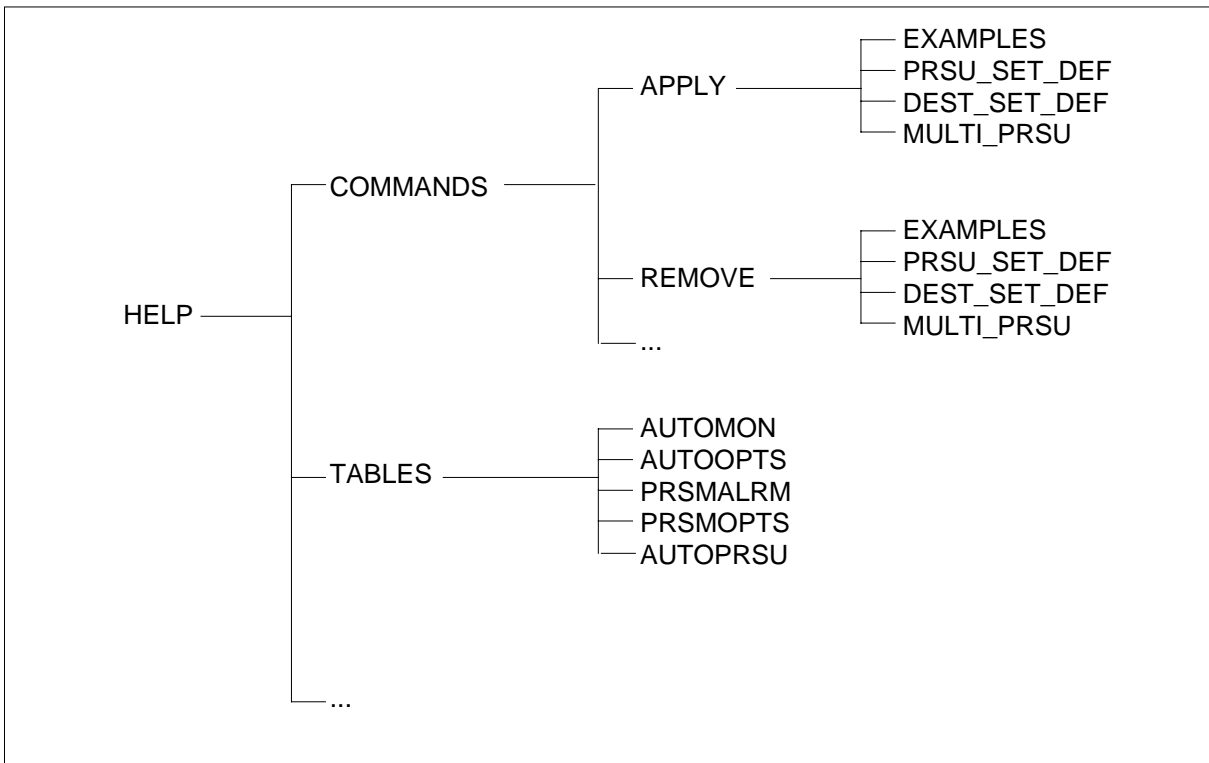 HELP
COMMANDS
APPLY
EXAMPLES
PRSU_SET_DEF
DEST_SET_DEF
MULTI_PRSU
REMOVE
EXAMPLES
PRSU_SET_DEF
DEST_SET_DEF
MULTI_PRSU
...
TABLES
AUTOMON
AUTOOPTS
PRSMALRM
PRSMOPTS
AUTOPRSU
...